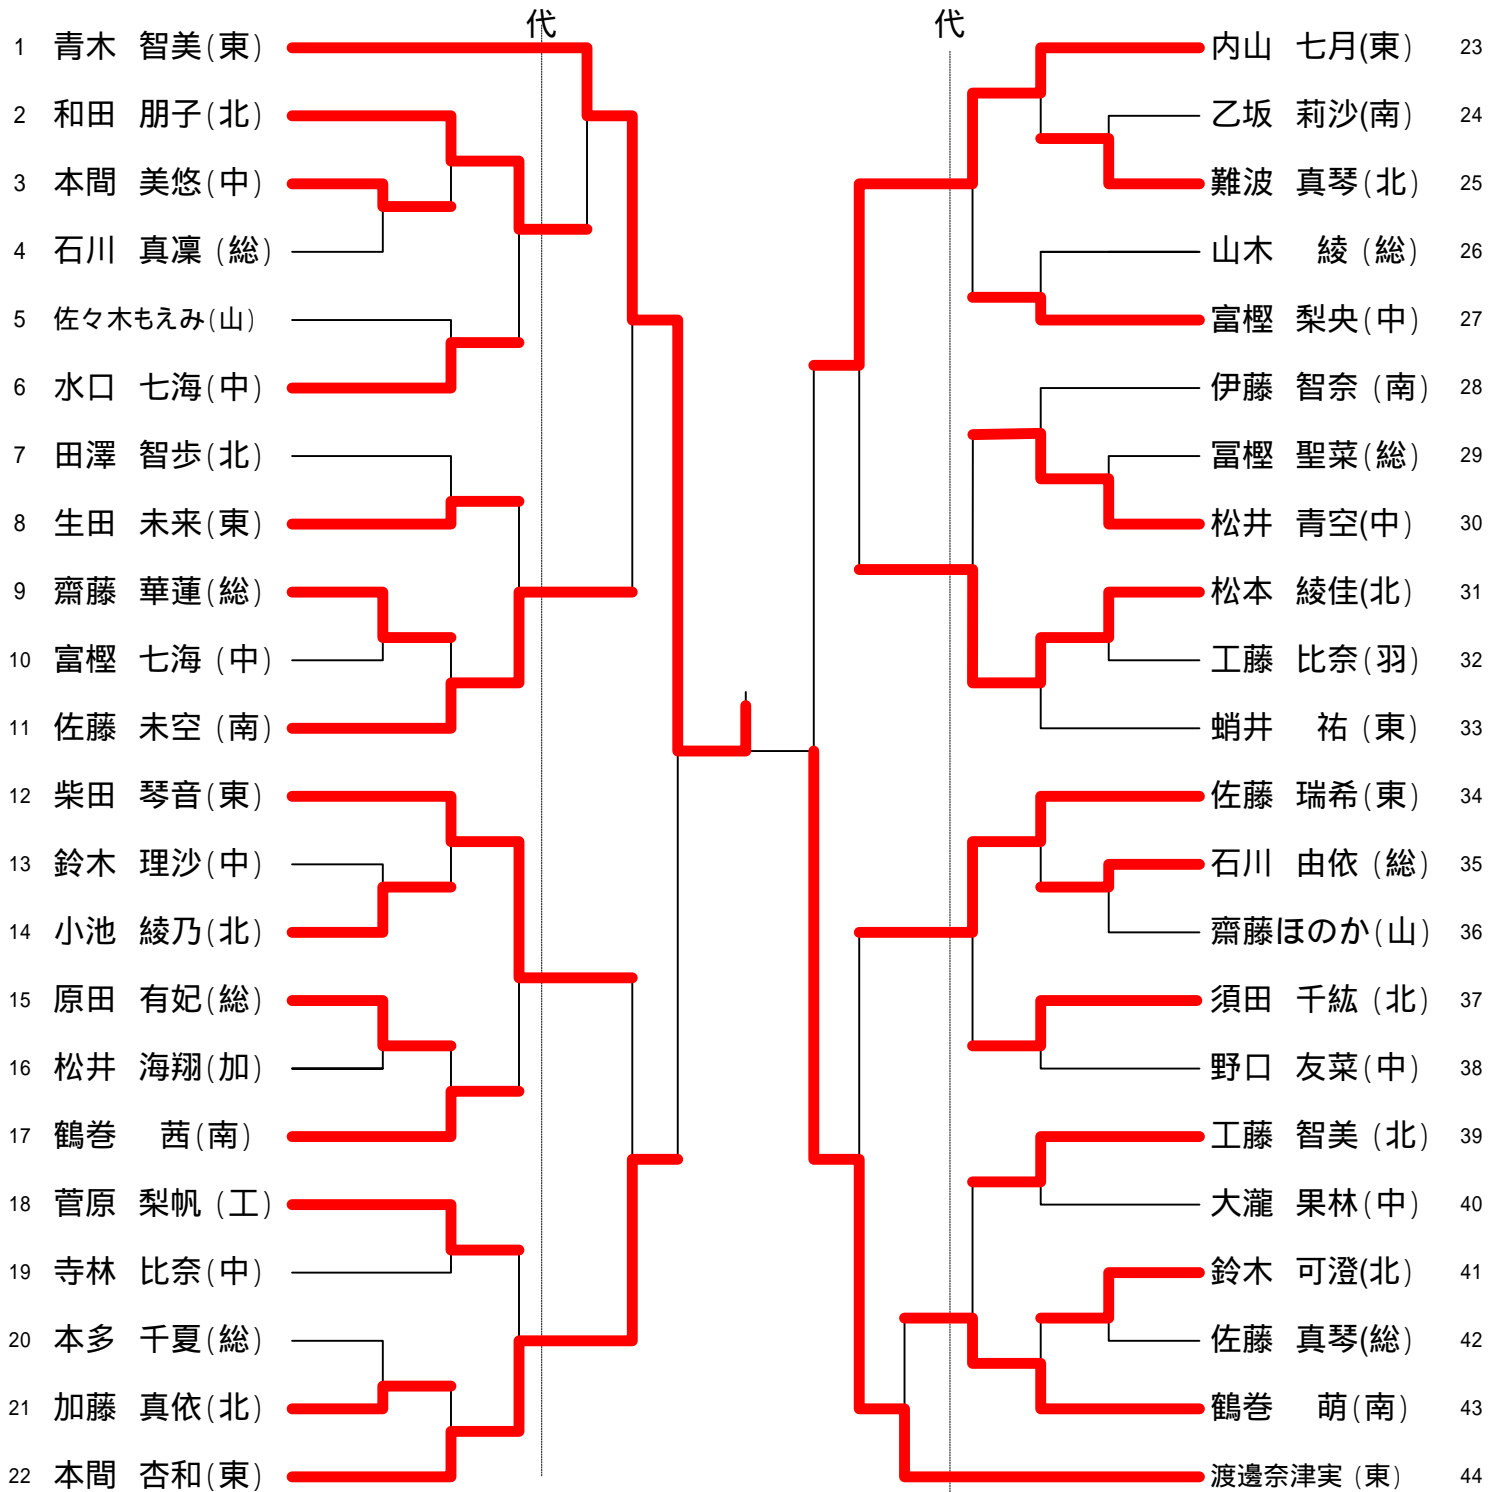 代
代
1 青木 智美(東)
2 和田 朋子(北)
3 本間 美悠(中)
4 石川 真凜 (総)
5 佐々木もえみ(山)
6 水口 七海(中)
7 田澤 智歩(北)
8 生田 未来(東)
9 齋藤 華蓮(総)
10 富樫 七海 (中)
11 佐藤 未空 (南)
12 柴田 琴音(東)
13 鈴木 理沙(中)
14 小池 綾乃(北)
15 原田 有妃(総)
16 松井 海翔(加)
17 鶴巻 茜(南)
18 菅原 梨帆 (工)
19 寺林 比奈(中)
20 本多 千夏(総)
21 加藤 真依(北)
22 本間 杏和(東)
内山 七月(東) 23
乙坂 莉沙(南) 24
難波 真琴(北) 25
山木 綾 (総) 26
富樫 梨央(中) 27
伊藤 智奈 (南) 28
冨樫 聖菜(総) 29
松井 青空(中) 30
松本 綾佳(北) 31
工藤 比奈(羽) 32
蛸井 祐 (東) 33
佐藤 瑞希(東) 34
石川 由依 (総) 35
齋藤ほのか(山) 36
須田 千紘 (北) 37
野口 友菜(中) 38
工藤 智美 (北) 39
大瀧 果林(中) 40
鈴木 可澄(北) 41
佐藤 真琴(総) 42
鶴巻 萌(南) 43
渡邊奈津実 (東) 44